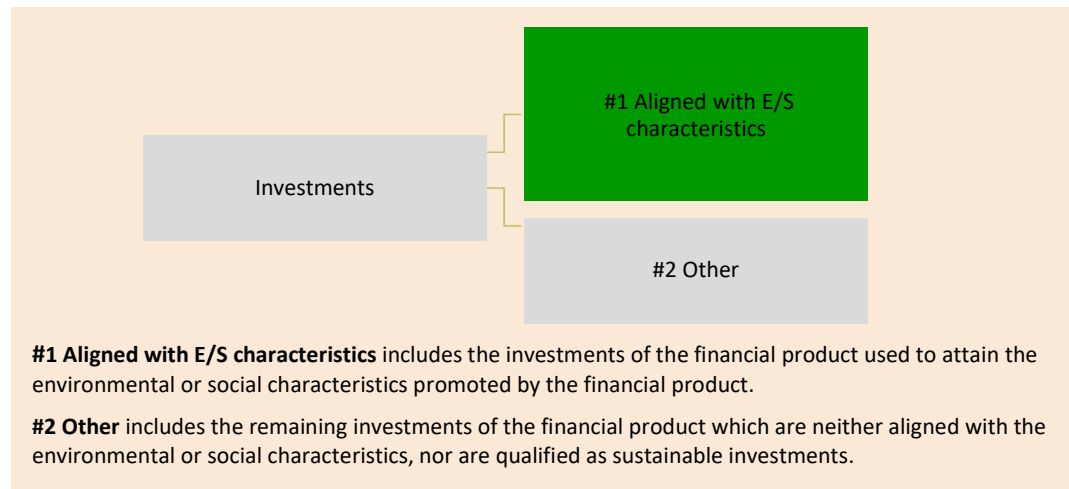 #1 Aligned with E/S
characteristics
Investments
#2 Other
#1 Aligned with E/S characteristics includes the investments of the financial product used to attain the
environmental or social characteristics promoted by the financial product.
#2 Other includes the remaining investments of the financial product which are neither aligned with the
environmental or social characteristics, nor are qualified as sustainable investments.